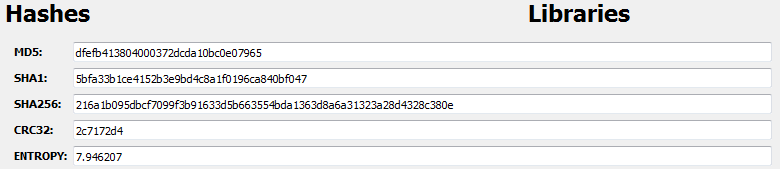 Hashes Libraries
MD5: dfefb413804000372dcda10bc0e07965
SHA1: 5bfa33b1ce4152b3e9bd4c8a1f0196ca840bf047
SHA256: 216a1b095dbcf7099f3b91633d5b663554bda1363d8a6a31323a28d4328c380e
CRC32: 2c7172d4
ENTROPY: 7.946207